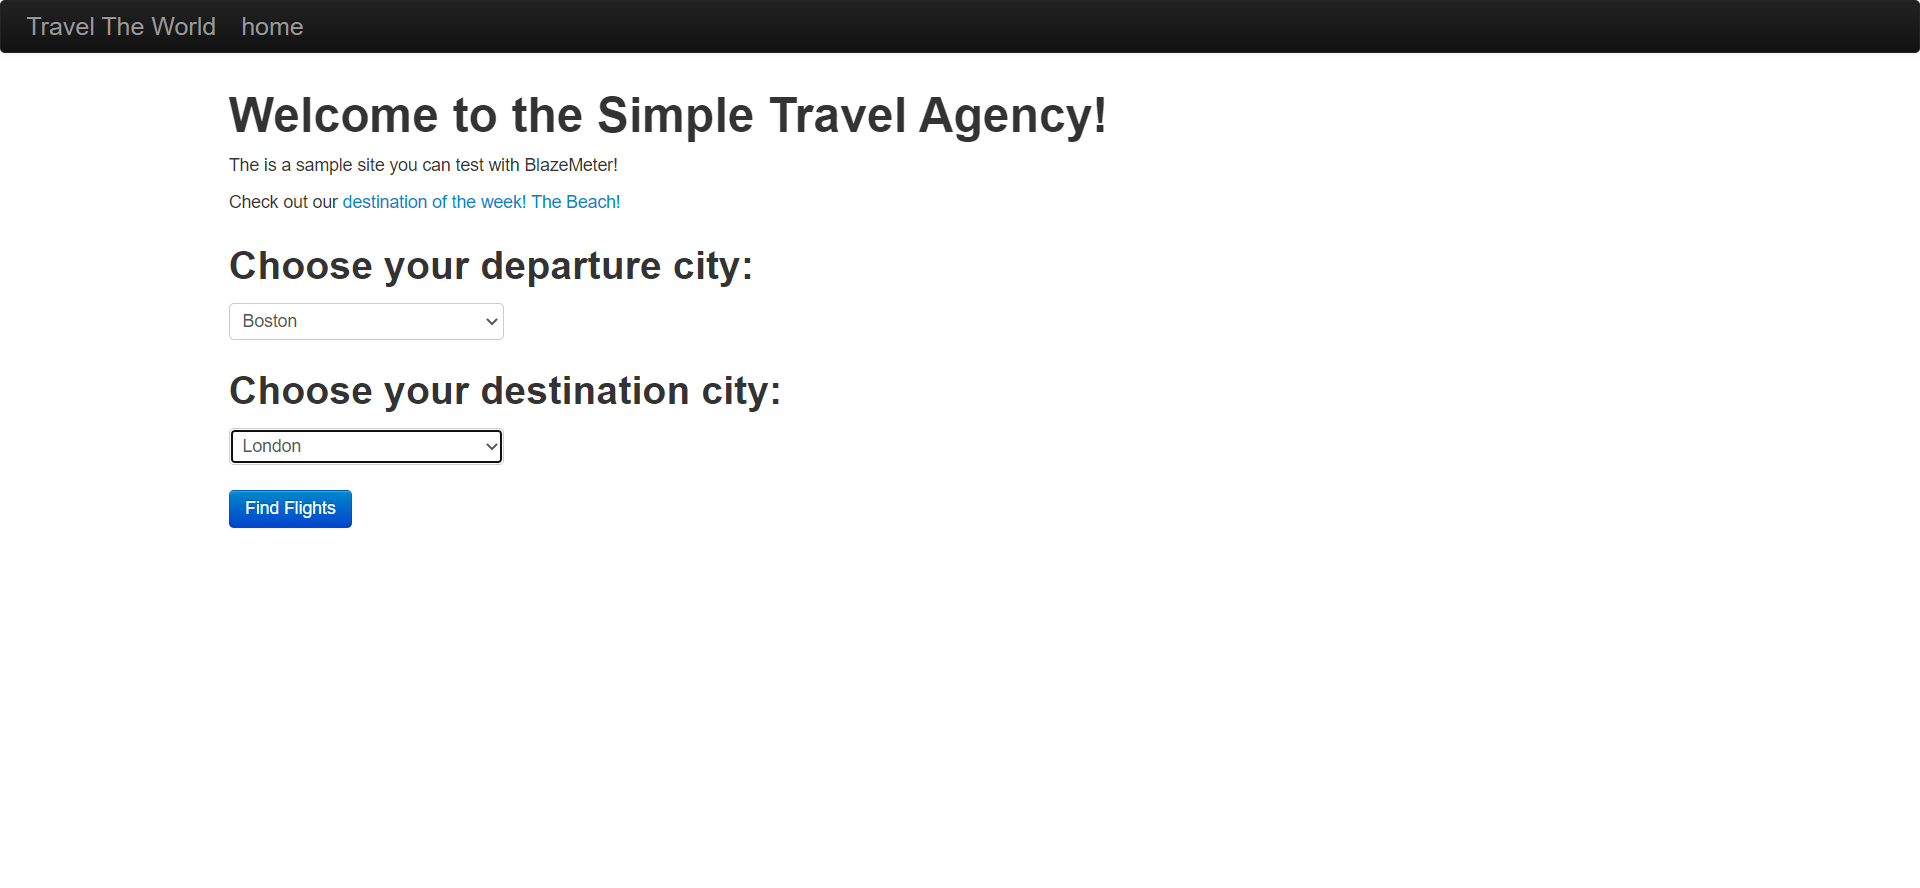 Travel The World home
Welcome to the Simple Travel Agency!
The is a sample site you can test with BlazeMeter!
Check out our destination of the week! The Beach!
Choose your departure city:
Boston
Choose your destination city:
London
Find Flights